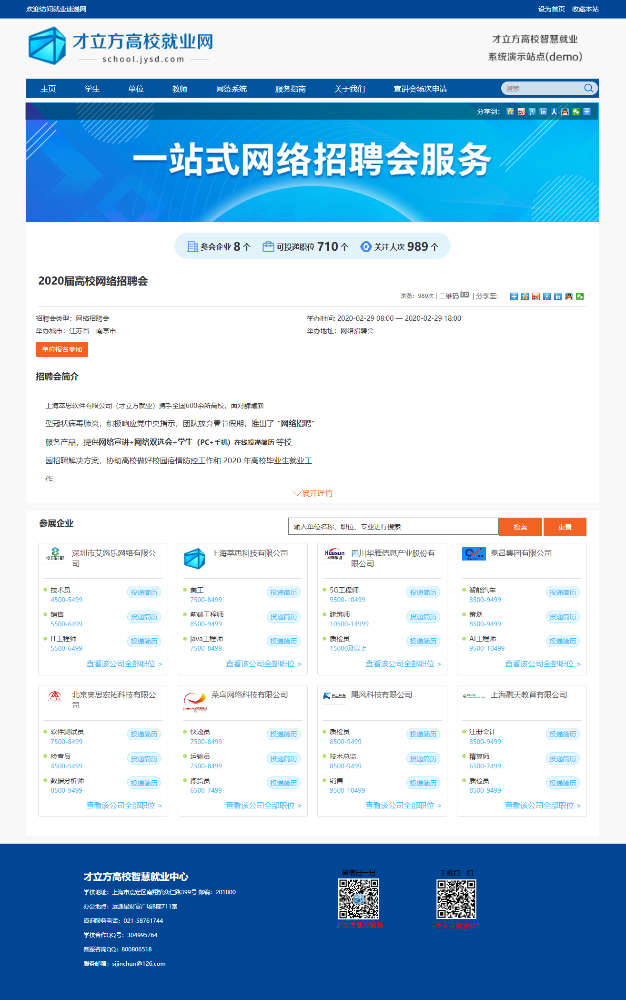 欢迎访问就业速递网
设为首页 收藏本站
才立方高校就业网
school.jysd.com
才立方高校智慧就业
系统演示站点(demo)
主页 学生 单位 教师 网签系统 服务指南 关于我们 宣讲会场次申请 搜索
分享到：
一站式网络招聘会服务
参会企业 8 个 可投递职位 710 个 关注人次 989 个
2020届高校网络招聘会
浏览：989次 | 二维码 | 分享至:
招聘会类型：网络招聘会 举办时间: 2020-02-29 08:00 — 2020-02-29 18:00
举办城市：江苏省 - 南京市 举办地址：网络招聘会
单位报名参加
招聘会简介
上海萃思软件有限公司（才立方就业）携手全国600余所高校，面对肆虐新
型冠状病毒肺炎，积极响应党中央指示，团队放弃春节假期，推出了 “网络招聘”
服务产品，提供网络宣讲+网络双选会+学生（PC+手机）在线投递简历 等校
园招聘解决方案，协助高校做好校园疫情防控工作和 2020 年高校毕业生就业工
作。
展开详情
参展企业
输入单位名称、职位、专业进行搜索 搜索 重置
深圳市艾悠乐网络有限公
司
技术员 投递简历
4500-5499
销售 投递简历
5500-6499
IT工程师 投递简历
5500-6499
查看该公司全部职位 >
上海萃思科技有限公司
美工 投递简历
7500-8499
前端工程师 投递简历
8500-9499
java工程师 投递简历
7500-8499
查看该公司全部职位 >
Huasun
四川华雁信息产业股份有
限公司
5G工程师 投递简历
9500-10499
建筑师 投递简历
10500-14999
质检员 投递简历
15000及以上
查看该公司全部职位 >
泰昌集团有限公司
智能汽车 投递简历
8500-9499
策划 投递简历
8500-9499
AI工程师 投递简历
9500-10499
查看该公司全部职位 >
北京奥思宏拓科技有限公
司
软件测试员 投递简历
7500-8499
检查员 投递简历
4500-5499
数据分析师 投递简历
8500-9499
查看该公司全部职位 >
CAINIAO
菜鸟网络科技有限公司
快递员 投递简历
7500-8499
运输员 投递简历
7500-8499
拣货员 投递简历
6500-7499
查看该公司全部职位 >
飓风科技有限公司
质检员 投递简历
8500-9499
技术总监 投递简历
8500-9499
销售 投递简历
9500-10499
查看该公司全部职位 >
上海融天教育有限公司
注册会计 投递简历
8500-9499
精算师 投递简历
6500-7499
质检员 投递简历
8500-9499
查看该公司全部职位 >
才立方高校智慧就业中心
学校地址：上海市嘉定区南翔镇众仁路399号 邮编：201800
办公地点：运通星财富广场B座711室
咨询服务电话：021-58761744
学校合作QQ号：304995764
客服咨询QQ：800806518
服务邮箱：sijinchun@126.com
微信扫一扫
才立方就业微信
手机扫一扫
才立方就业APP